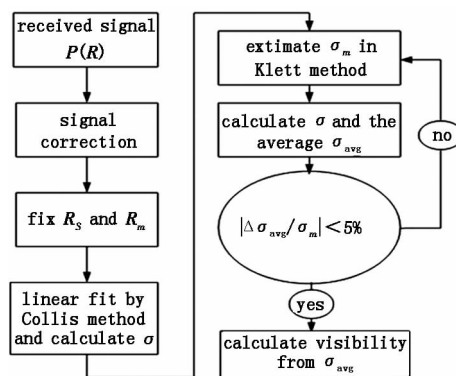 received signal
P(R)
signal
correction
fix R_S and R_m
linear fit by
Collis method
and calculate σ
extimate σ_m in
Klett method
calculate σ and the
average σ_avg
|Δσ_avg/σ_m|<5%
no
yes
calculate visibility
from σ_avg